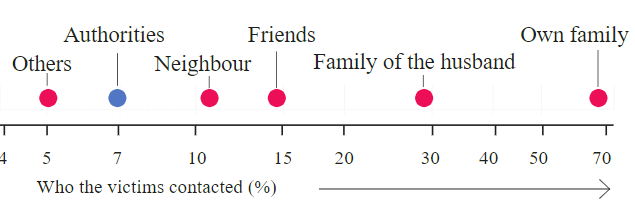 Authorities Friends Own family
Others Neighbour Family of the husband
4 5 7 10 15 20 30 40 50 70
Who the victims contacted (%)